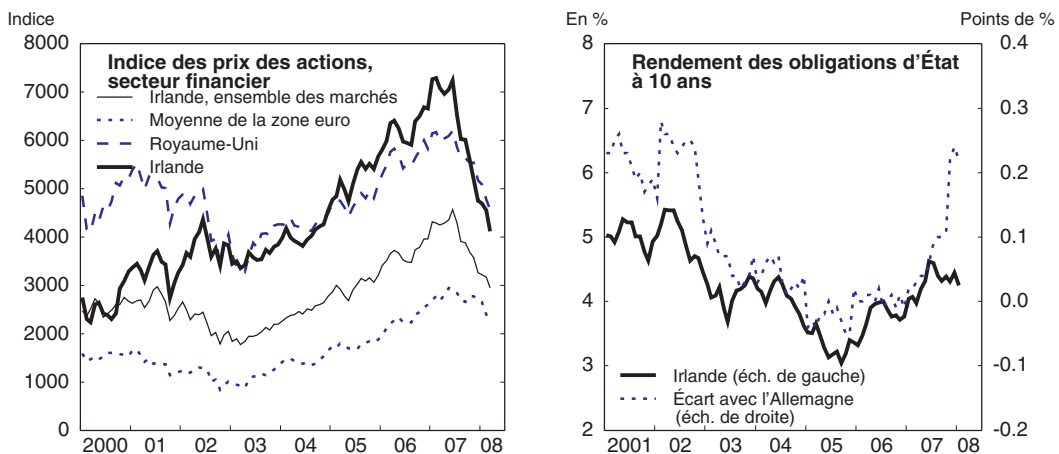 Indice
8000
7000
6000
5000
4000
3000
2000
1000
0
Indice des prix des actions,
secteur financier
Irlande, ensemble des marchés
Moyenne de la zone euro
Royaume-Uni
Irlande
2000 01 02 03 04 05 06 07 08
En %
Points de %
8
7
6
5
4
3
2
Rendement des obligations d'État
à 10 ans
Irlande (éch. de gauche)
Écart avec l'Allemagne
(éch. de droite)
0.4
0.3
0.2
0.1
0.0
-0.1
-0.2
2001 02 03 04 05 06 07 08